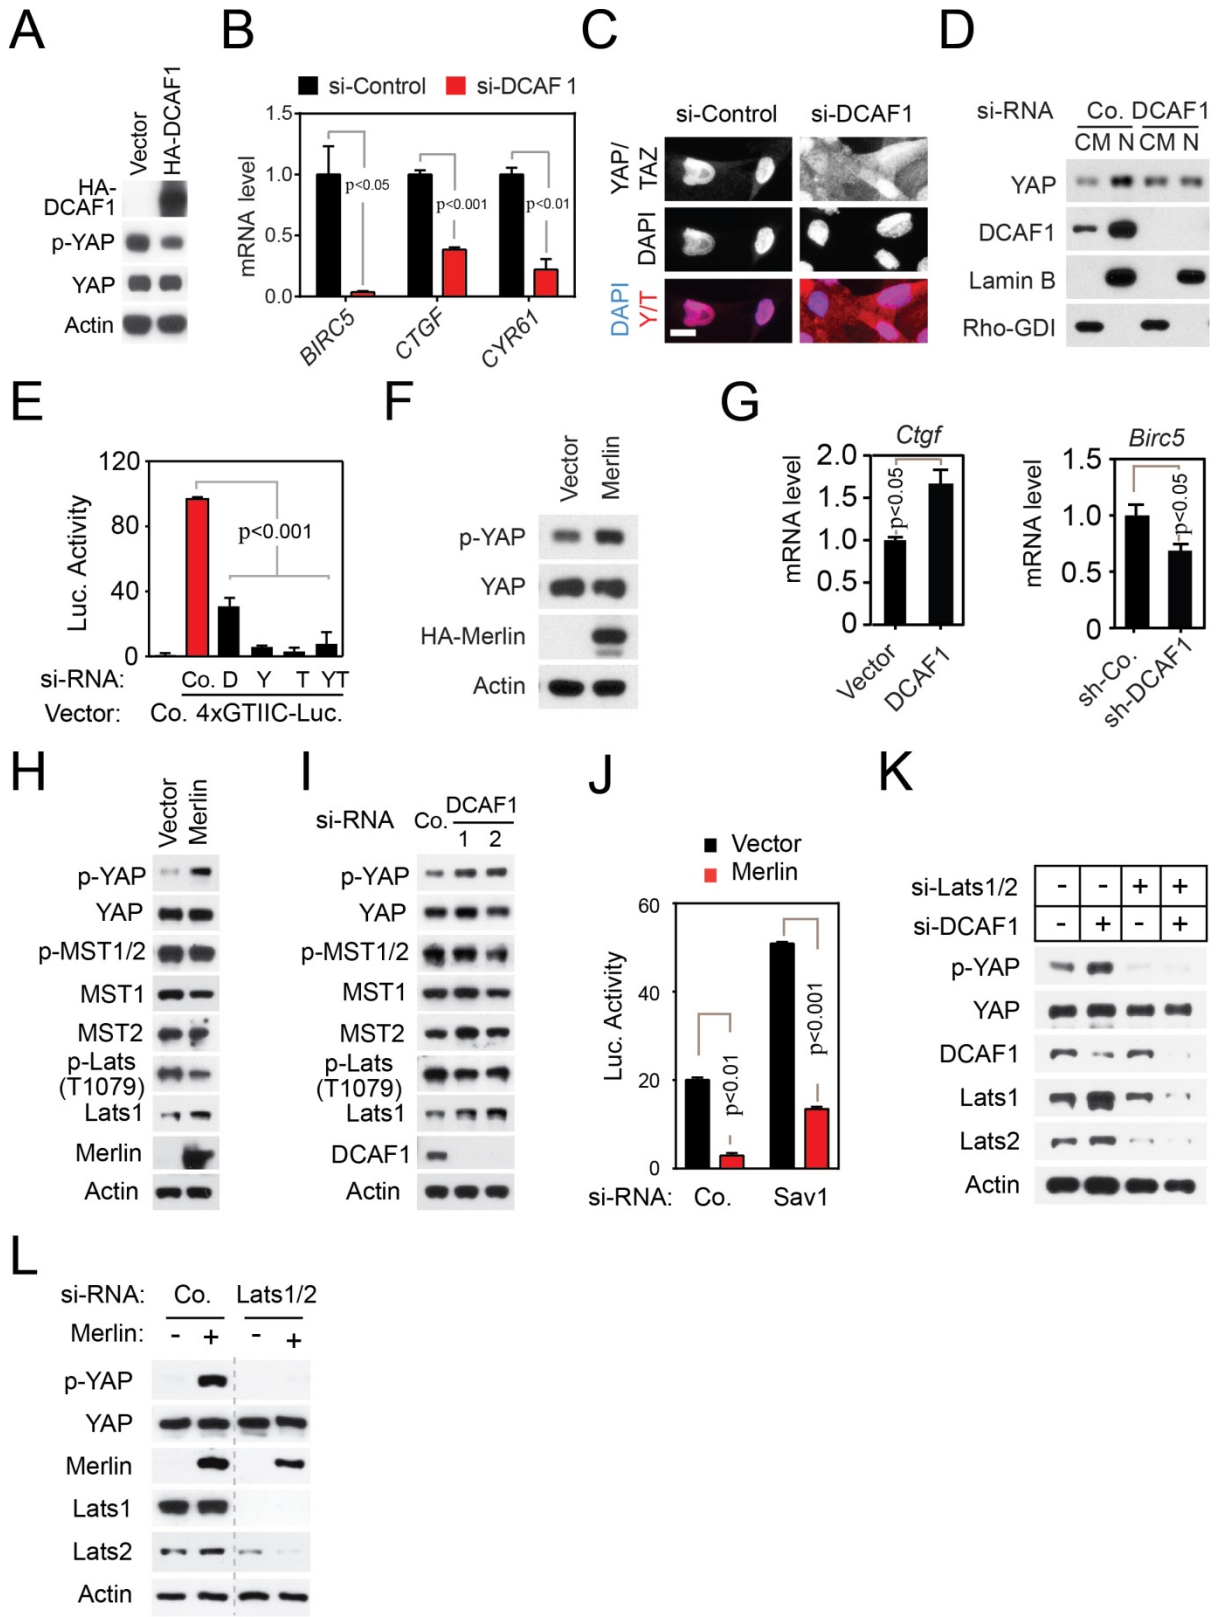 A
Vector
HA-DCAF1
HA-
DCAF1
p-YAP
YAP
Actin
B
si-Control
si-DCAF 1
mRNA level
1.5
1.0
0.5
0.0
p<0.05
p<0.001
p<0.01
BIRC5
CTGF
CYR61
C
si-Control
si-DCAF1
YAP/
TAZ
DAPI
DAPI
Y/T
D
si-RNA
Co. DCAF1
CM N CM N
YAP
DCAF1
Lamin B
Rho-GDI
E
Luc. Activity
120
80
40
0
p<0.001
si-RNA: Co. D Y T YT
Vector: Co. 4xGTIIC-Luc.
F
Vector
Merlin
p-YAP
YAP
HA-Merlin
Actin
G
Ctgf
mRNA level
2.0
1.5
1.0
0.5
0
p<0.05
Vector
DCAF1
Birc5
mRNA level
1.5
1.0
0.5
0
p<0.05
sh-Co.
sh-DCAF1
H
Vector
Merlin
p-YAP
YAP
p-MST1/2
MST1
MST2
p-Lats
(T1079)
Lats1
Merlin
Actin
I
si-RNA Co. DCAF1
1 2
p-YAP
YAP
p-MST1/2
MST1
MST2
p-Lats
(T1079)
Lats1
DCAF1
Actin
J
Vector
Merlin
Luc. Activity
60
40
20
0
p<0.01
p<0.001
si-RNA: Co. Sav1
K
si-Lats1/2 - - + +
si-DCAF1 - + - +
p-YAP
YAP
DCAF1
Lats1
Lats2
Actin
L
si-RNA: Co. Lats1/2
Merlin: - + - +
p-YAP
YAP
Merlin
Lats1
Lats2
Actin